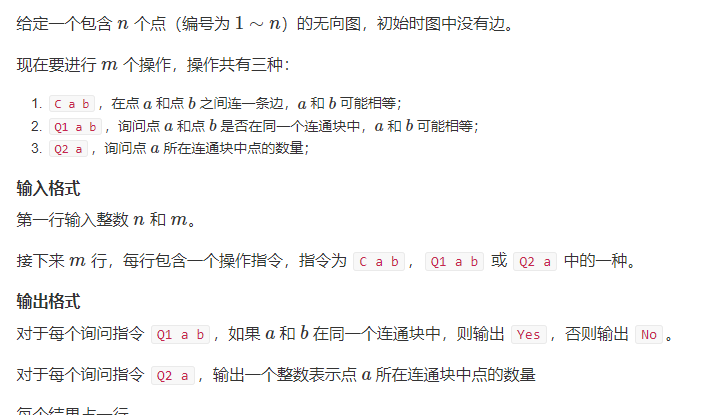 给定一个包含 n 个点（编号为 1 ∼ n）的无向图，初始时图中没有边。
现在要进行 m 个操作，操作共有三种：
1. C a b ，在点 a 和点 b 之间连一条边，a 和 b 可能相等；
2. Q1 a b ，询问点 a 和点 b 是否在同一个连通块中，a 和 b 可能相等；
3. Q2 a ，询问点 a 所在连通块中点的数量；
输入格式
第一行输入整数 n 和 m。
接下来 m 行，每行包含一个操作指令，指令为 C a b ， Q1 a b 或 Q2 a 中的一种。
输出格式
对于每个询问指令 Q1 a b ，如果 a 和 b 在同一个连通块中，则输出 Yes ，否则输出 No 。
对于每个询问指令 Q2 a ，输出一个整数表示点 a 所在连通块中点的数量
每个结果占一行